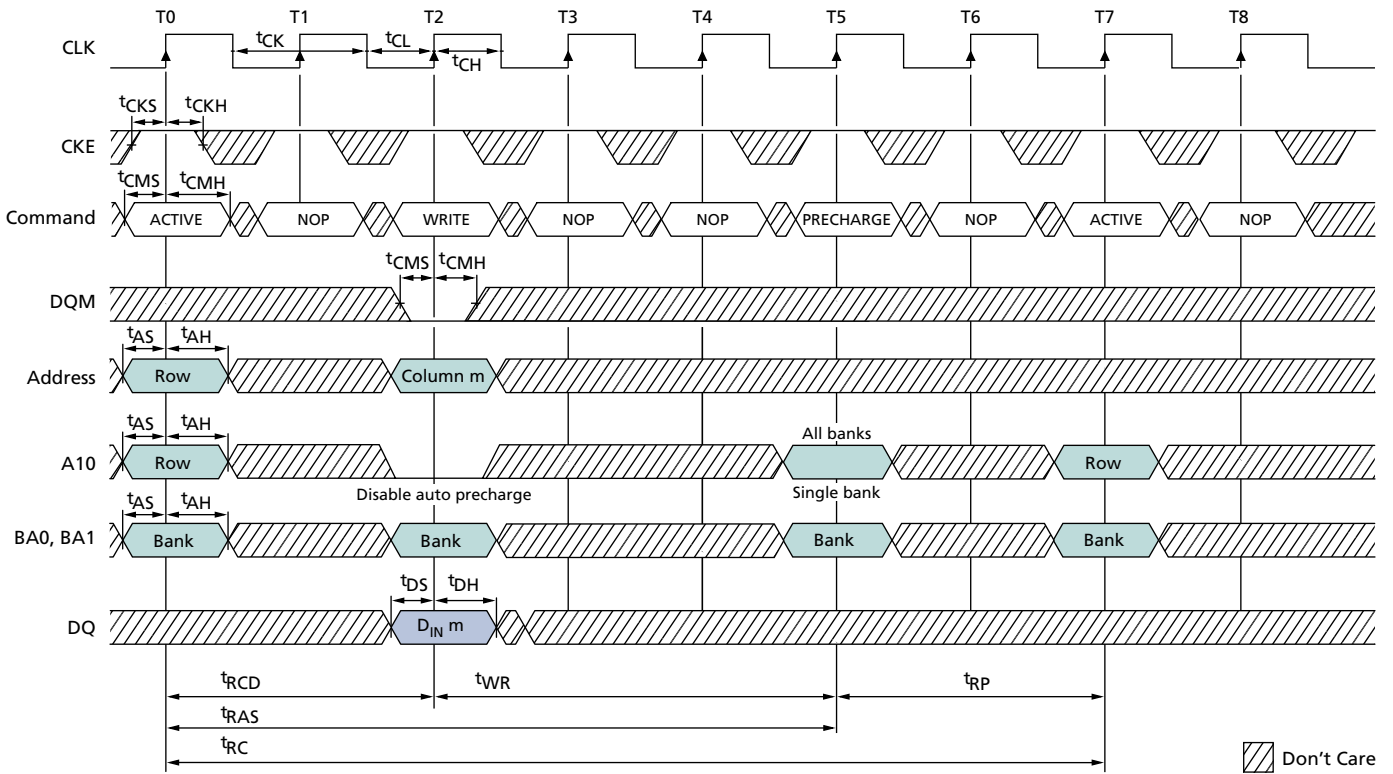 T0 T1 T2 T3 T4 T5 T6 T7 T8
CLK
tCK tCL
tCH
tCKS tCKH
CKE
tCMS tCMH
Command ACTIVE NOP WRITE NOP NOP PRECHARGE NOP ACTIVE NOP
tCMS tCMH
DQM
tAS tAH
Address Row Column m
tAS tAH
All banks
A10 Row Row
Disable auto precharge Single bank
tAS tAH
BA0, BA1 Bank Bank Bank Bank
tDS tDH
DQ DIN m
tRCD tWR tRP
tRAS
tRC
Don't Care